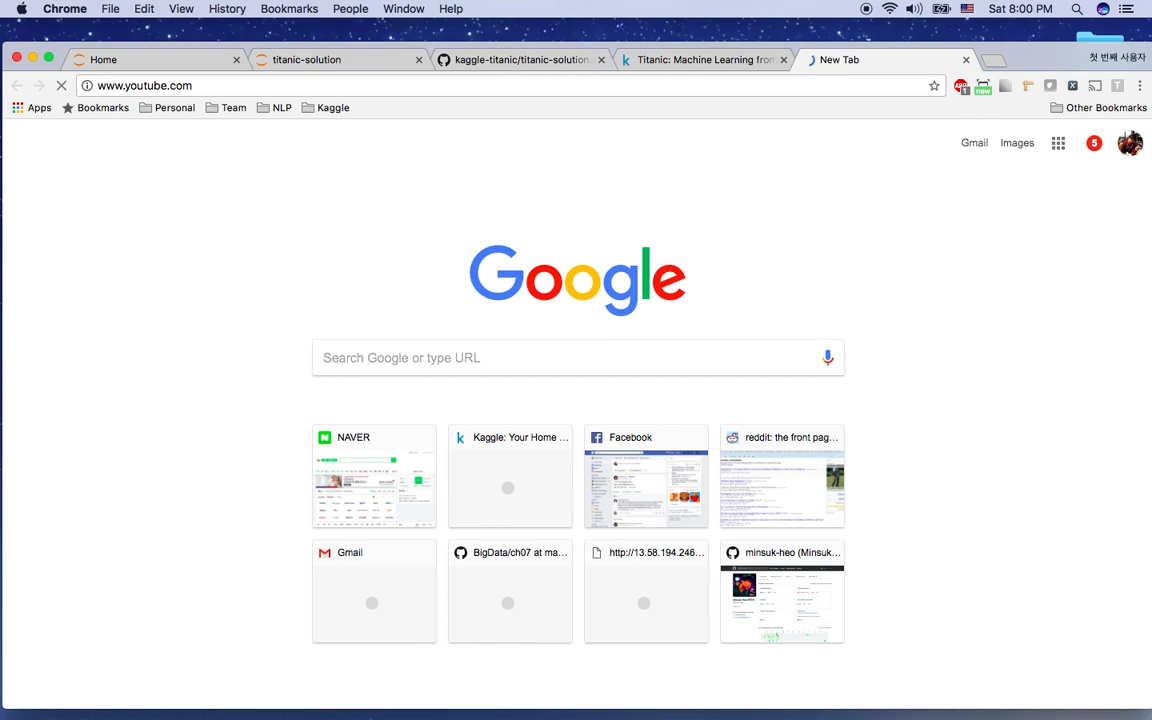 Chrome File Edit View History Bookmarks People Window Help Sat 8:00 PM
Home titanic-solution kaggle-titanic/titanic-solution. Titanic: Machine Learning from New Tab 첫 번째 사용자
www.youtube.com
Apps Bookmarks Personal Team NLP Kaggle Other Bookmarks
Gmail Images 5
Google
Search Google or type URL
NAVER Kaggle: Your Home ... Facebook reddit: the front pag...
Gmail BigData/ch07 at ma... http://13.58.194.246... minsuk-heo (Minsuk...